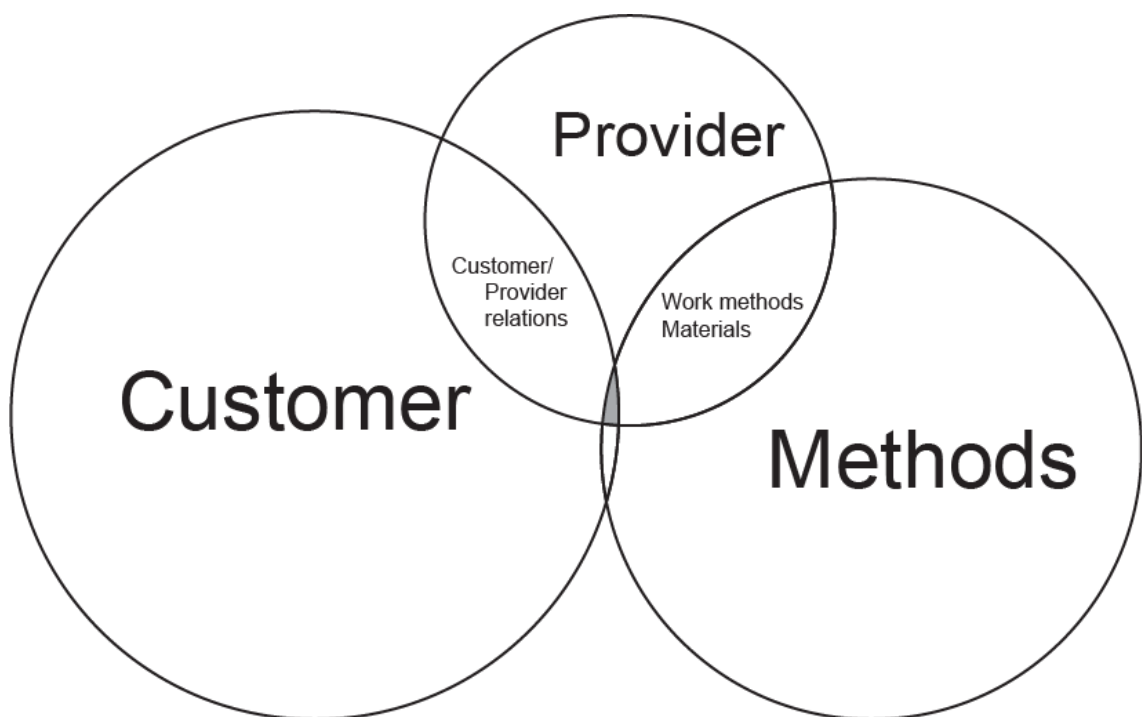 Provider
Customer/
Provider
relations
Work methods
Materials
Customer
Methods